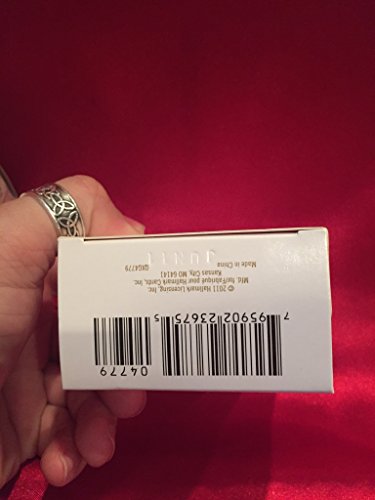 04779
7 95902 23675 5
© 2011 Hallmark Licensing, Inc.
Mfd. for/Fabriqué pour Hallmark Cards, Inc.
Kansas City, MO 64141
Made in China QXG4779